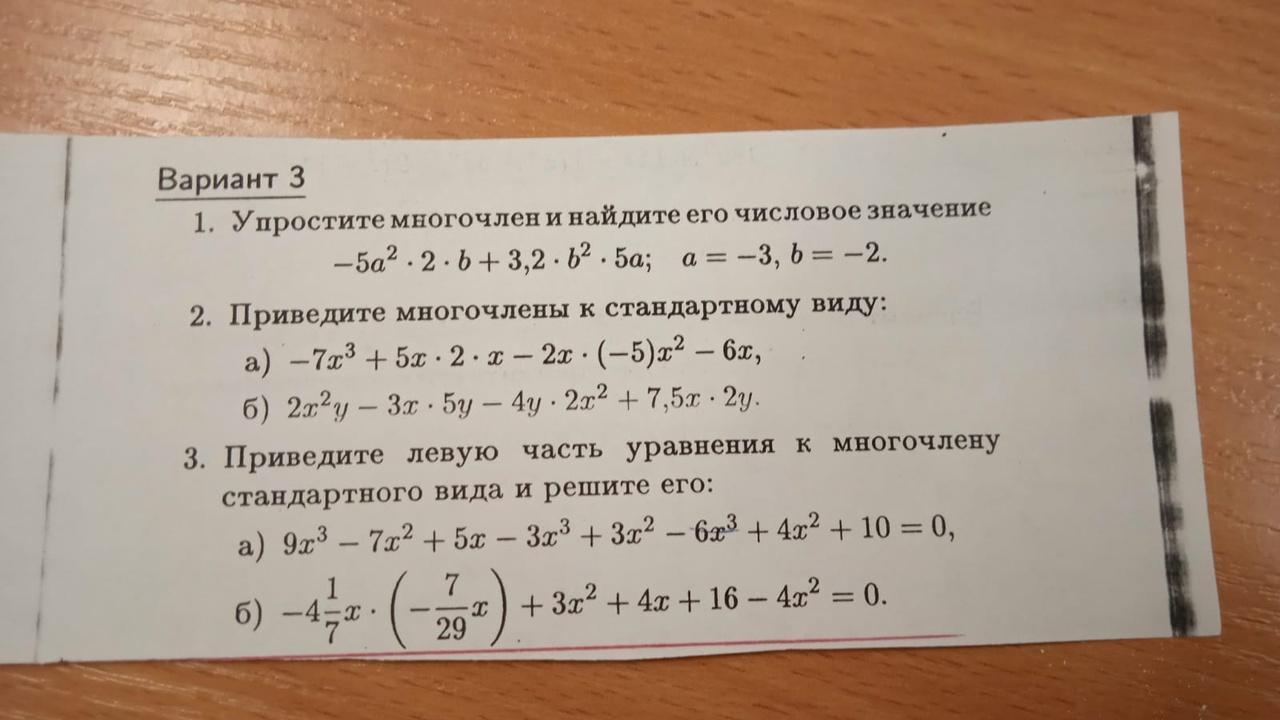 Вариант 3
1. Упростите многочлен и найдите его числовое значение
−5a² · 2 · b + 3,2 · b² · 5a; a = −3, b = −2.
2. Приведите многочлены к стандартному виду:
а) −7x³ + 5x · 2 · x − 2x · (−5)x² − 6x,
б) 2x²y − 3x · 5y − 4y · 2x² + 7,5x · 2y.
3. Приведите левую часть уравнения к многочлену
стандартного вида и решите его:
а) 9x³ − 7x² + 5x − 3x³ + 3x² − 6x³ + 4x² + 10 = 0,
б) −4 1/7 x · (−7/29 x) + 3x² + 4x + 16 − 4x² = 0.